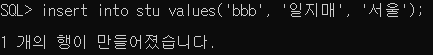 SQL> insert into stu values('bbb', '일지매', '서울');
1 개의 행이 만들어졌습니다.